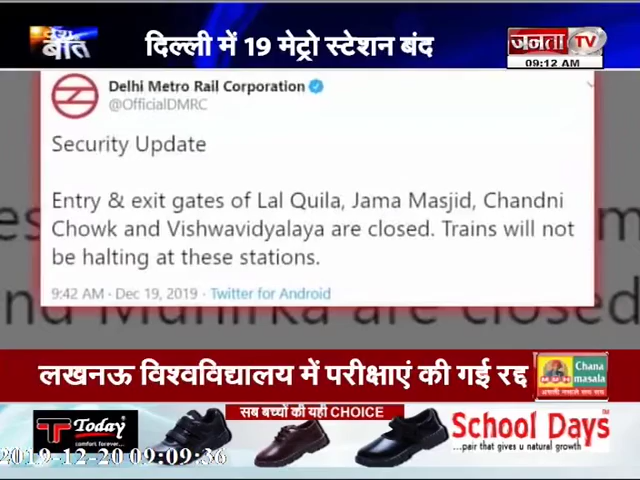 देश की बात
दिल्ली में 19 मेट्रो स्टेशन बंद
जनता TV
09:12 AM
Delhi Metro Rail Corporation
@OfficialDMRC
Security Update
Entry & exit gates of Lal Quila, Jama Masjid, Chandni
Chowk and Vishwavidyalaya are closed. Trains will not
be halting at these stations.
9:42 AM · Dec 19, 2019 · Twitter for Android
are closed
लखनऊ विश्वविद्यालय में परीक्षाएं की गई रद्द
Chana
masala
सब बच्चों की यही CHOICE
T Today
comfort forever...
School Days
...pair that gives u natural growth
2019-12-20 09:09:36